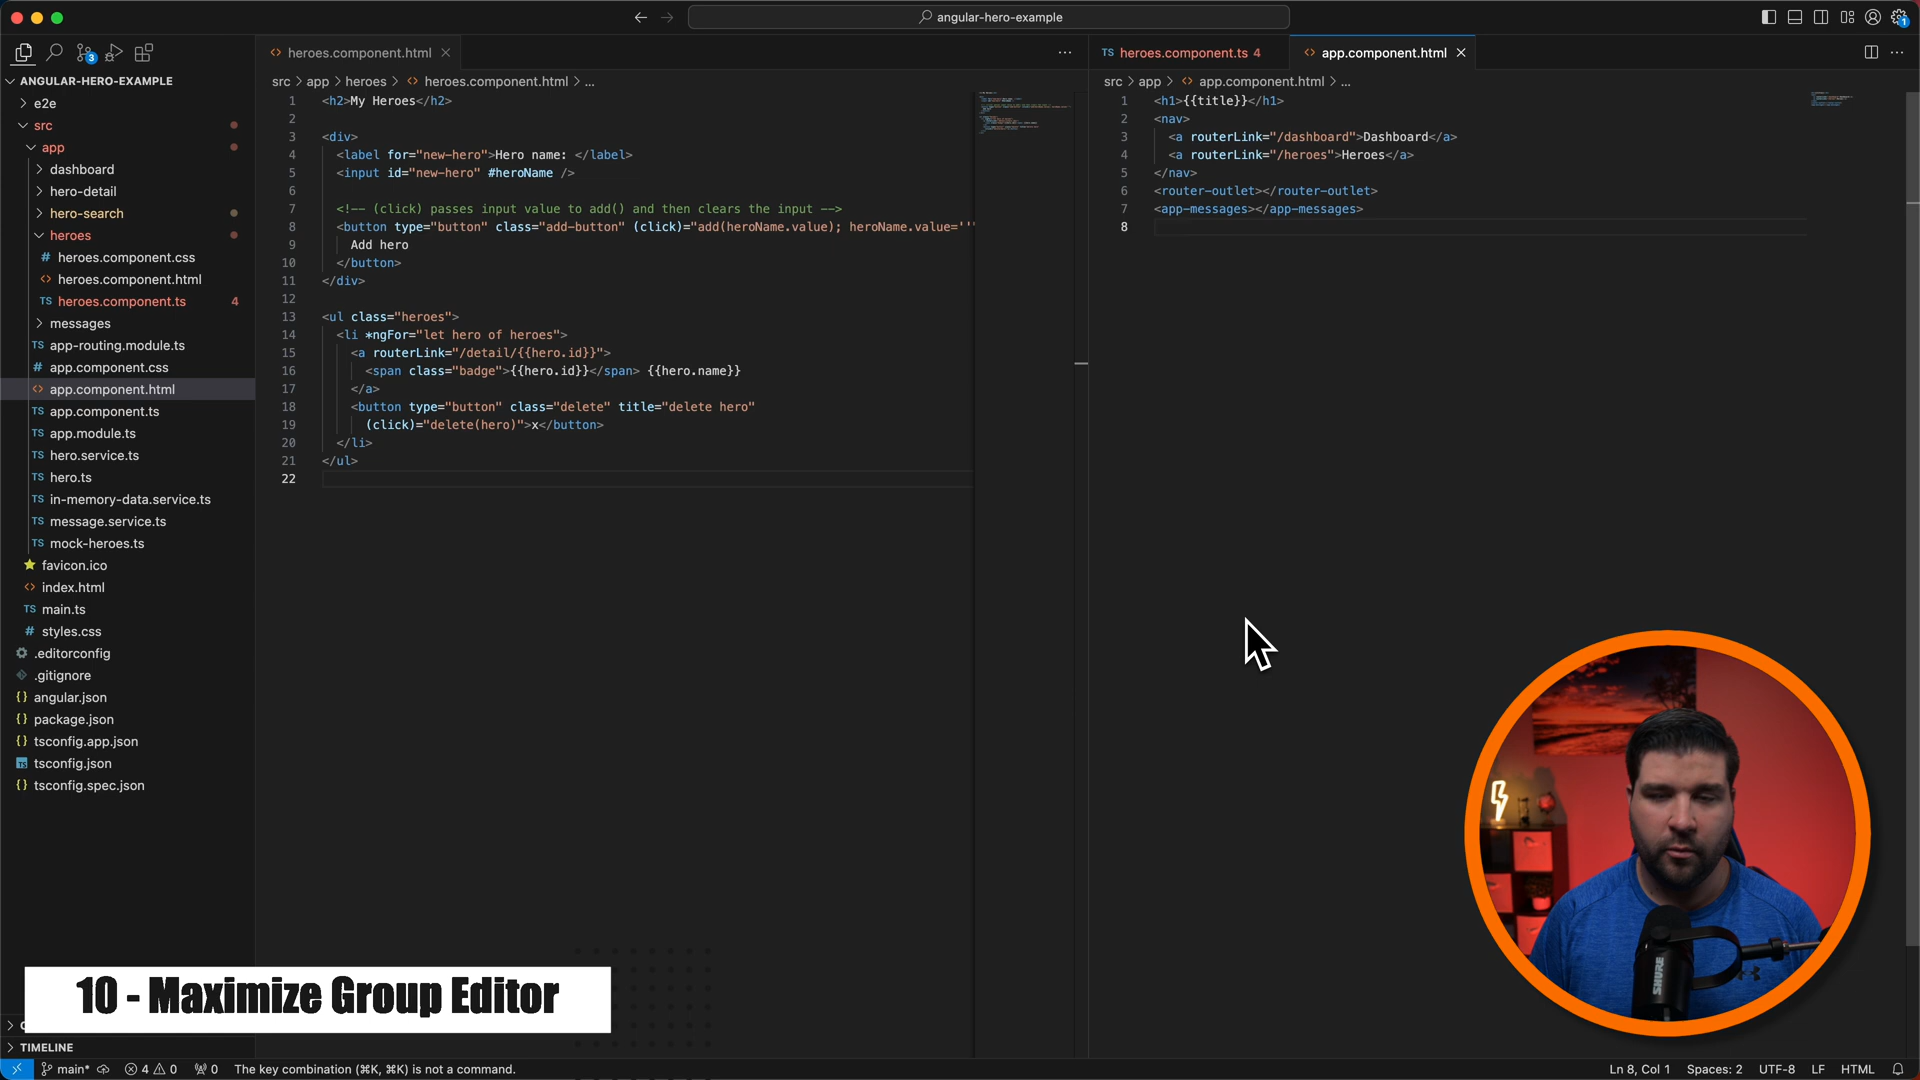 angular-hero-example
1
3
heroes.component.html
heroes.component.ts 4
app.component.html
ANGULAR-HERO-EXAMPLE
e2e
src
app
dashboard
hero-detail
hero-search
heroes
heroes.component.css
heroes.component.html
heroes.component.ts 4
messages
app-routing.module.ts
app.component.css
app.component.html
app.component.ts
app.module.ts
hero.service.ts
hero.ts
in-memory-data.service.ts
message.service.ts
mock-heroes.ts
favicon.ico
index.html
main.ts
styles.css
.editorconfig
.gitignore
angular.json
package.json
tsconfig.app.json
tsconfig.json
tsconfig.spec.json
TIMELINE
src > app > heroes > <> heroes.component.html > ...
1 <h2>My Heroes</h2>
2
3 <div>
4 <label for="new-hero">Hero name: </label>
5 <input id="new-hero" #heroName />
6
7 <!-- (click) passes input value to add() and then clears the input -->
8 <button type="button" class="add-button" (click)="add(heroName.value); heroName.value=''"
9 Add hero
10 </button>
11 </div>
12
13 <ul class="heroes">
14 <li *ngFor="let hero of heroes">
15 <a routerLink="/detail/{{hero.id}}">
16 <span class="badge">{{hero.id}}</span> {{hero.name}}
17 </a>
18 <button type="button" class="delete" title="delete hero"
19 (click)="delete(hero)">x</button>
20 </li>
21 </ul>
22
src > app > <> app.component.html > ...
1 <h1>{{title}}</h1>
2 <nav>
3 <a routerLink="/dashboard">Dashboard</a>
4 <a routerLink="/heroes">Heroes</a>
5 </nav>
6 <router-outlet></router-outlet>
7 <app-messages></app-messages>
8
SHURE
10 - Maximize Group Editor
main* 4 0 0 The key combination (⌘K, ⌘K) is not a command.
Ln 8, Col 1 Spaces: 2 UTF-8 LF HTML